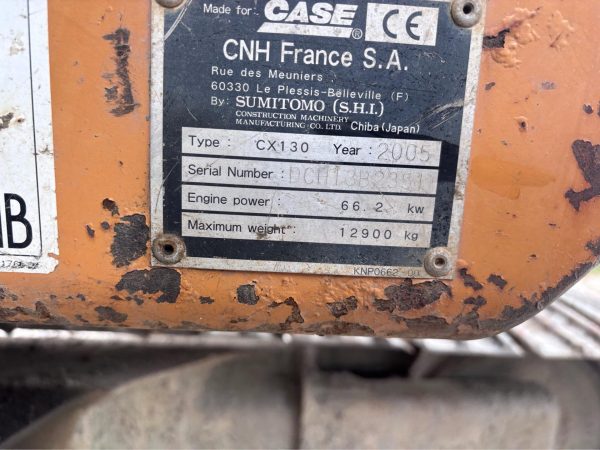 Made for: CASE ® CE
CNH France S.A.
Rue des Meuniers
60330 Le Plessis-Bëlleville (F)
By: SUMITOMO (S.H.I.)
CONSTRUCTION MACHINERY
MANUFACTURING CO. LTD. Chiba (Japan)
Type : CX130 Year : 2005
Serial Number :
Engine power : 66.2 kw
Maximum weight : 12900 kg
KNP0662-00
B